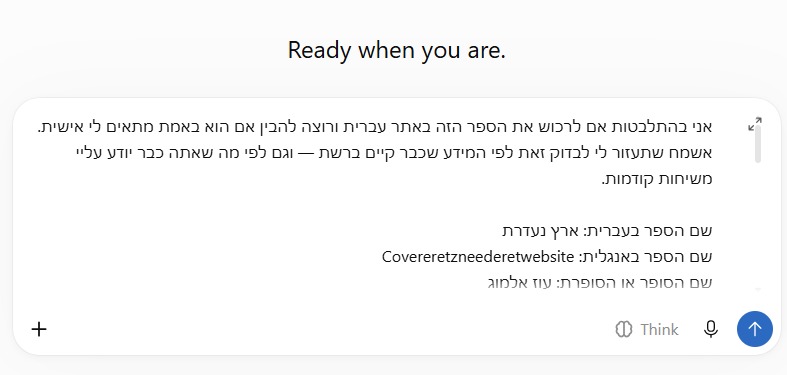 Ready when you are.
אני בהתלבטות אם לרכוש את הספר הזה באתר עברית ורוצה להבין אם הוא באמת מתאים לי אישית.
אשמח שתעזור לי לבדוק זאת לפי המידע שכבר קיים ברשת — וגם לפי מה שאתה כבר יודע עליי
משיחות קודמות.
שם הספר בעברית: ארץ נעדרת
שם הספר באנגלית: Covereretzneederetwebsite
שם הסופר או הסופרת: עוז אלמוג
Think